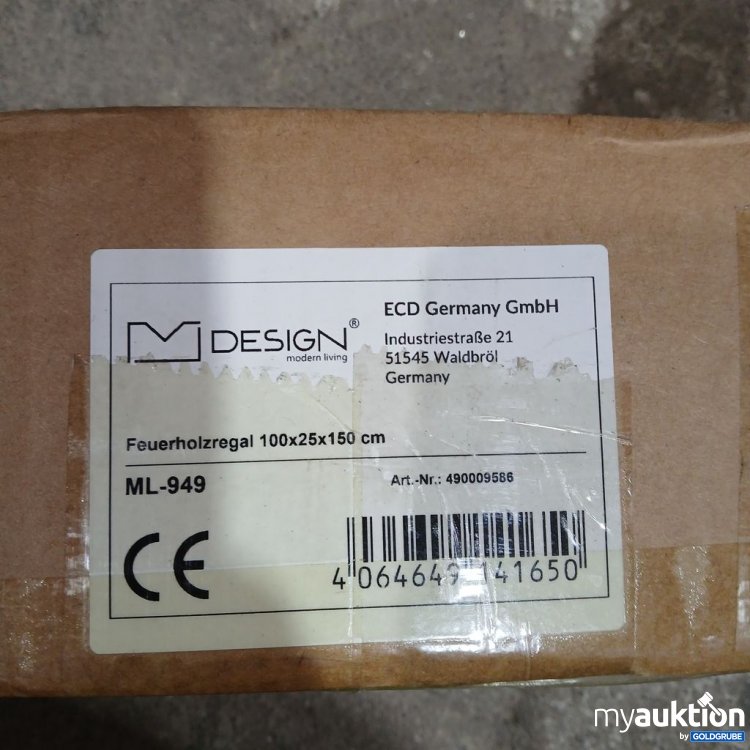 ML DESIGN®
modern living
ECD Germany GmbH
Industriestraße 21
51545 Waldbröl
Germany
Feuerholzregal 100x25x150 cm
ML-949
Art.-Nr.: 490009586
CE
4 064649 141650
myauktion
by GOLDGRUBE